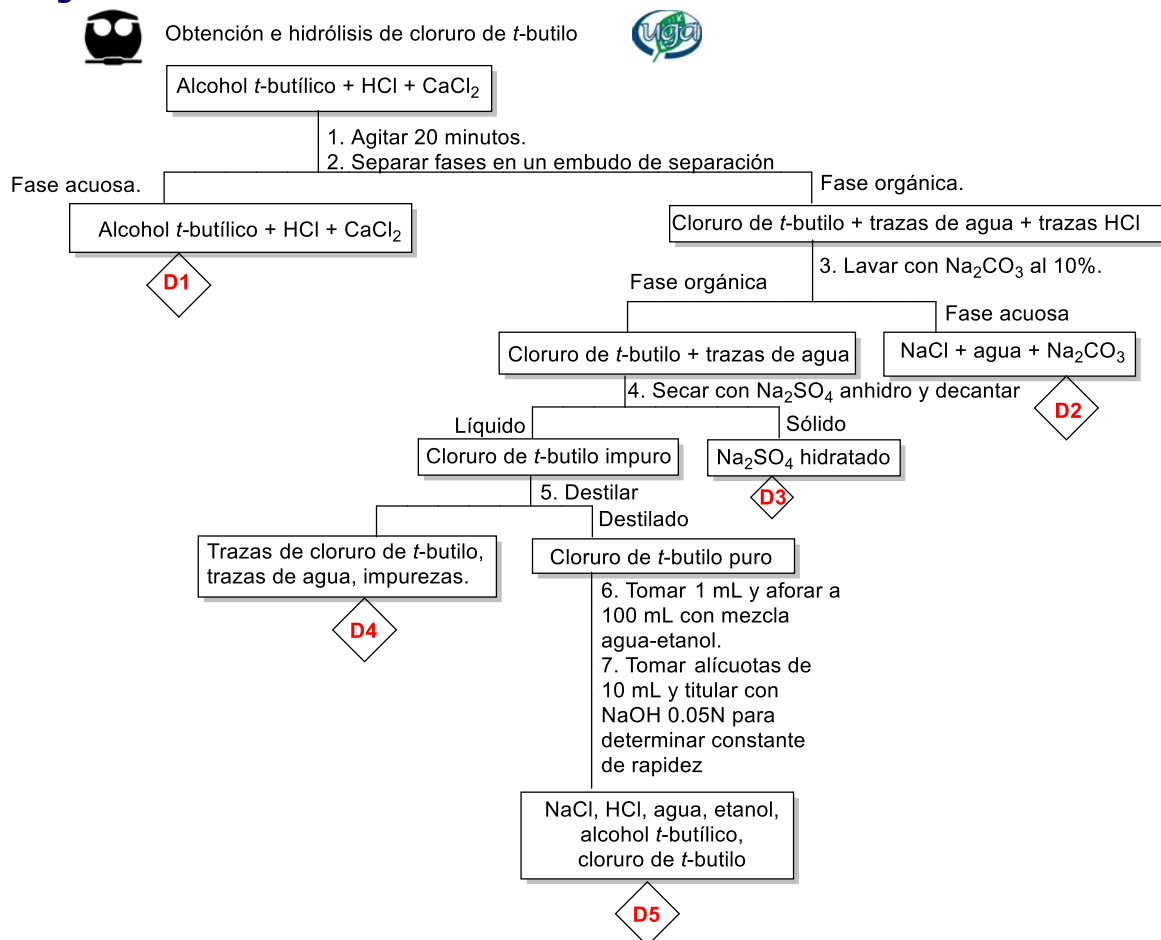 Obtención e hidrólisis de cloruro de t-butilo
uga
Alcohol t-butílico + HCl + CaCl₂
1. Agitar 20 minutos.
2. Separar fases en un embudo de separación
Fase acuosa.
Fase orgánica.
Alcohol t-butílico + HCl + CaCl₂
Cloruro de t-butilo + trazas de agua + trazas HCl
D1
3. Lavar con Na₂CO₃ al 10%.
Fase orgánica
Fase acuosa
Cloruro de t-butilo + trazas de agua
NaCl + agua + Na₂CO₃
D2
4. Secar con Na₂SO₄ anhidro y decantar
Líquido
Sólido
Cloruro de t-butilo impuro
Na₂SO₄ hidratado
D3
5. Destilar
Destilado
Trazas de cloruro de t-butilo,
trazas de agua, impurezas.
D4
Cloruro de t-butilo puro
6. Tomar 1 mL y aforar a
100 mL con mezcla
agua-etanol.
7. Tomar alícuotas de
10 mL y titular con
NaOH 0.05N para
determinar constante
de rapidez
NaCl, HCl, agua, etanol,
alcohol t-butílico,
cloruro de t-butilo
D5